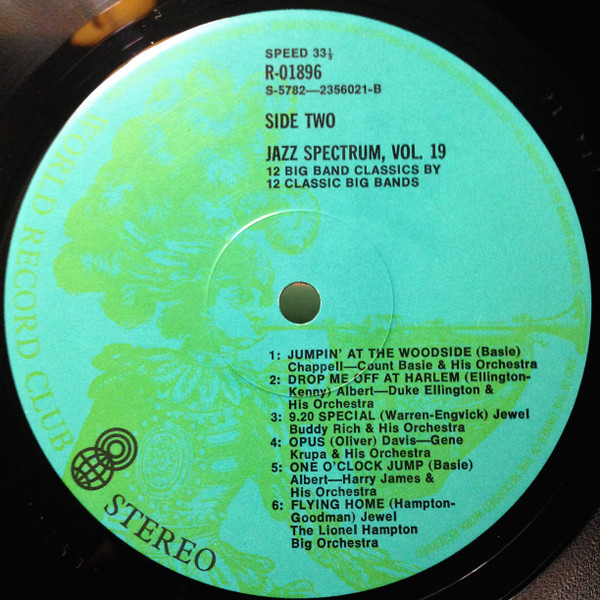 SPEED 33⅓
R-01896
S-5782—2356021-B
SIDE TWO
JAZZ SPECTRUM, VOL. 19
12 BIG BAND CLASSICS BY
12 CLASSIC BIG BANDS
WORLD RECORD CLUB
1: JUMPIN' AT THE WOODSIDE (Basie)
Chappell—Count Basie & His Orchestra
2: DROP ME OFF AT HARLEM (Ellington-
Kenny) Albert—Duke Ellington &
His Orchestra
3: 9.20 SPECIAL (Warren-Engvick) Jewel
Buddy Rich & His Orchestra
4: OPUS (Oliver) Davis—Gene
Krupa & His Orchestra
5: ONE O'CLOCK JUMP (Basie)
Albert—Harry James &
His Orchestra
6: FLYING HOME (Hampton-
Goodman) Jewel
The Lionel Hampton
Big Orchestra
STEREO